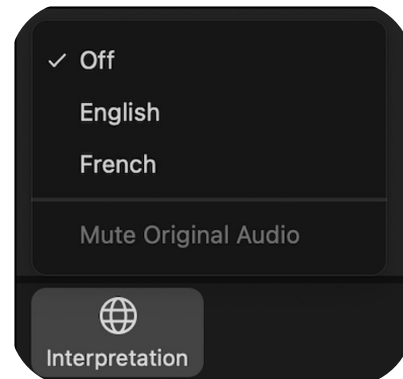 Off
English
French
Mute Original Audio
Interpretation